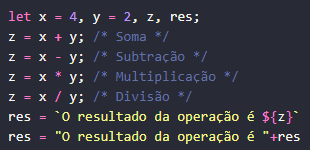 let x = 4, y = 2, z, res;
z = x + y; /* Soma */
z = x - y; /* Subtração */
z = x * y; /* Multiplicação */
z = x / y; /* Divisão */
res = `O resultado da operação é ${z}`
res = "O resultado da operação é "+res